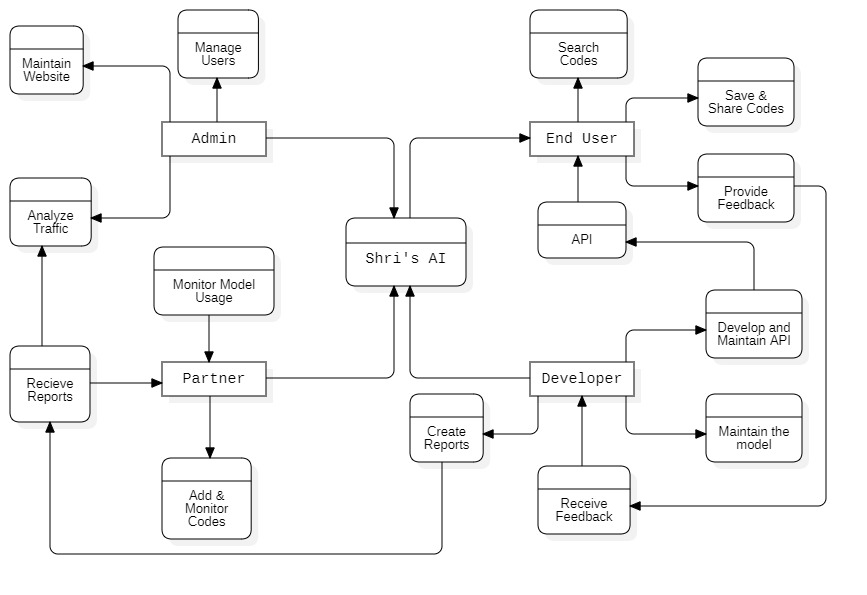 Maintain
Website
Manage
Users
Search
Codes
Save &
Share Codes
Admin
End User
Analyze
Traffic
Provide
Feedback
API
Shri's AI
Monitor Model
Usage
Develop and
Maintain API
Recieve
Reports
Partner
Developer
Create
Reports
Maintain the
model
Add &
Monitor
Codes
Receive
Feedback